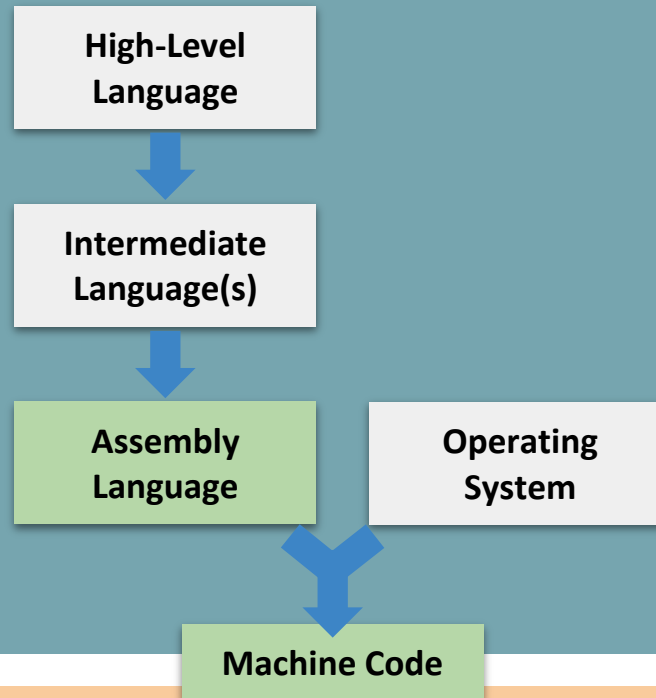 High-Level
Language
Intermediate
Language(s)
Assembly
Language
Operating
System
Machine Code